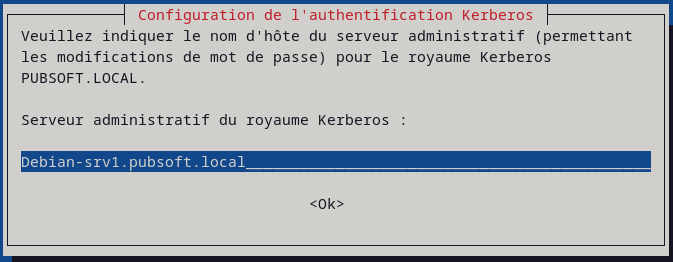 Configuration de l'authentification Kerberos
Veuillez indiquer le nom d'hôte du serveur administratif (permettant
les modifications de mot de passe) pour le royaume Kerberos
PUBSOFT.LOCAL.
Serveur administratif du royaume Kerberos :
Debian-srv1.pubsoft.local
<Ok>